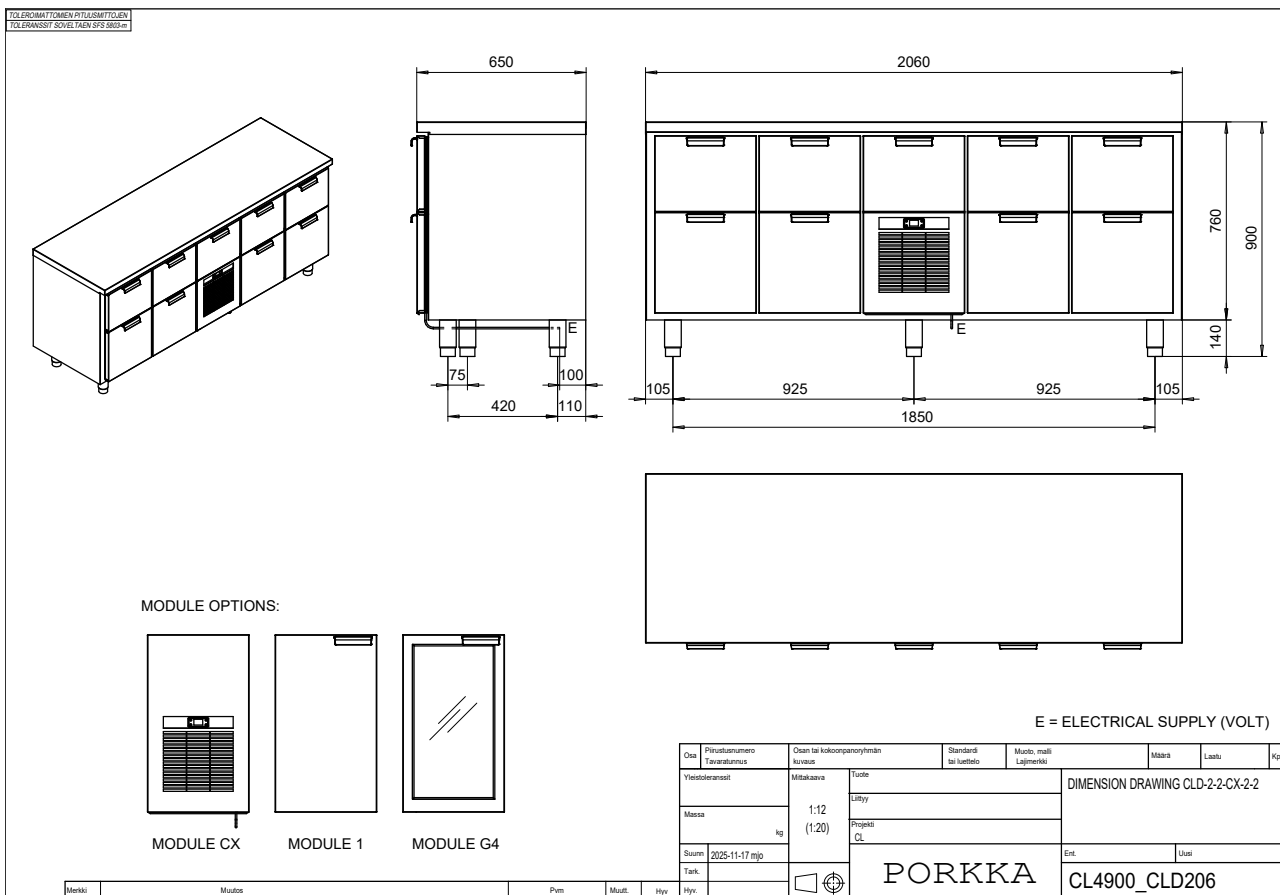 TOLEROIMATTOMIEN PITUUSMITTOJEN
TOLERANSSIT SOVELTAEN SFS 5803-m
650
2060
760
900
140
E
E
75
100
420
110
105
925
925
105
1850
MODULE OPTIONS:
MODULE CX
MODULE 1
MODULE G4
E = ELECTRICAL SUPPLY (VOLT)
Osa
Piirustusnumero
Tavaratunnus
Osan tai kokoonpanoryhmän
kuvaus
Standardi
tai luettelo
Muoto, malli
Lajimerkki
Määrä
Laatu
Kp
Yleistoleranssit
Mittakaava
Tuote
DIMENSION DRAWING CLD-2-2-CX-2-2
Liittyy
Massa
kg
1:12
(1:20)
Projekti
CL
Suunn
2025-11-17 mjo
Ent.
Uusi
Tark.
PORKKA
CL4900_CLD206
Hyv.
Merkki
Muutos
Pvm
Muutt.
Hyv